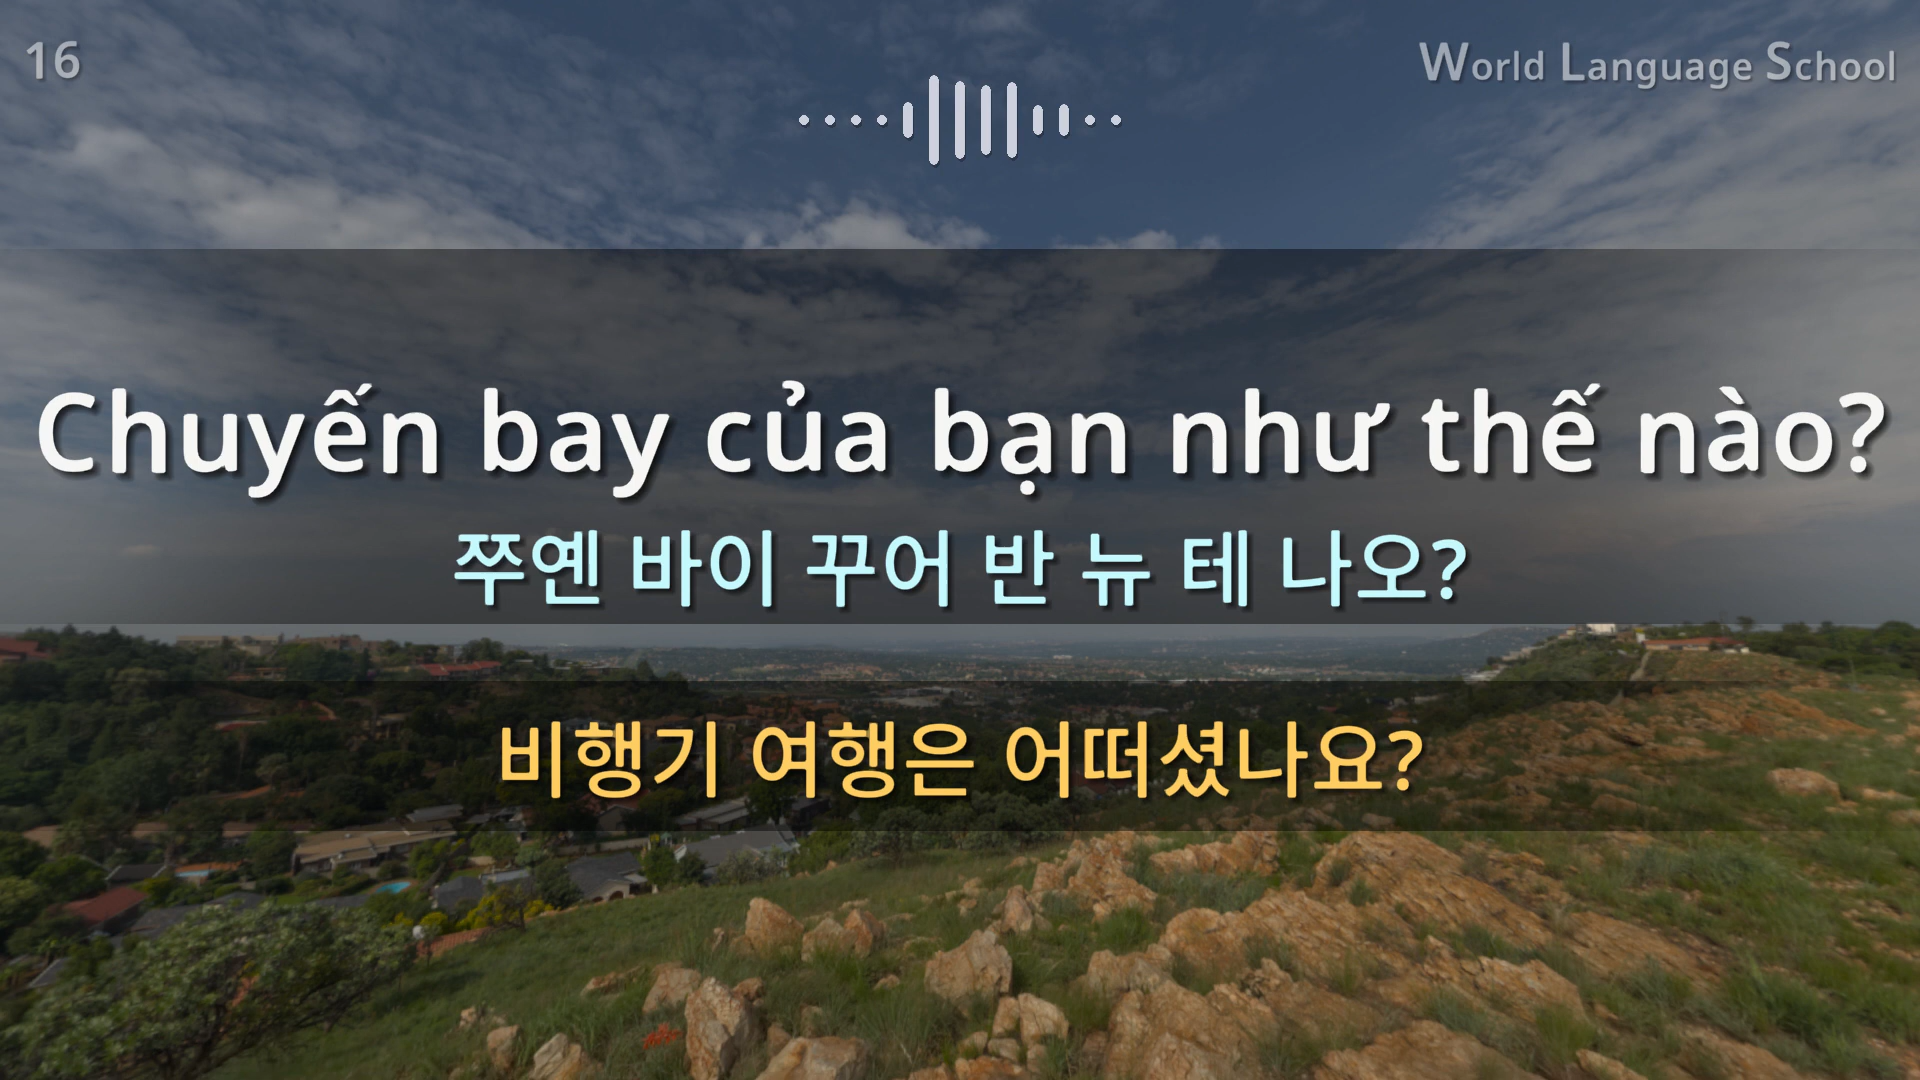 16
World Language School
Chuyến bay của bạn như thế nào?
쭈옌 바이 꾸어 반 뉴 테 나오?
비행기 여행은 어떠셨나요?